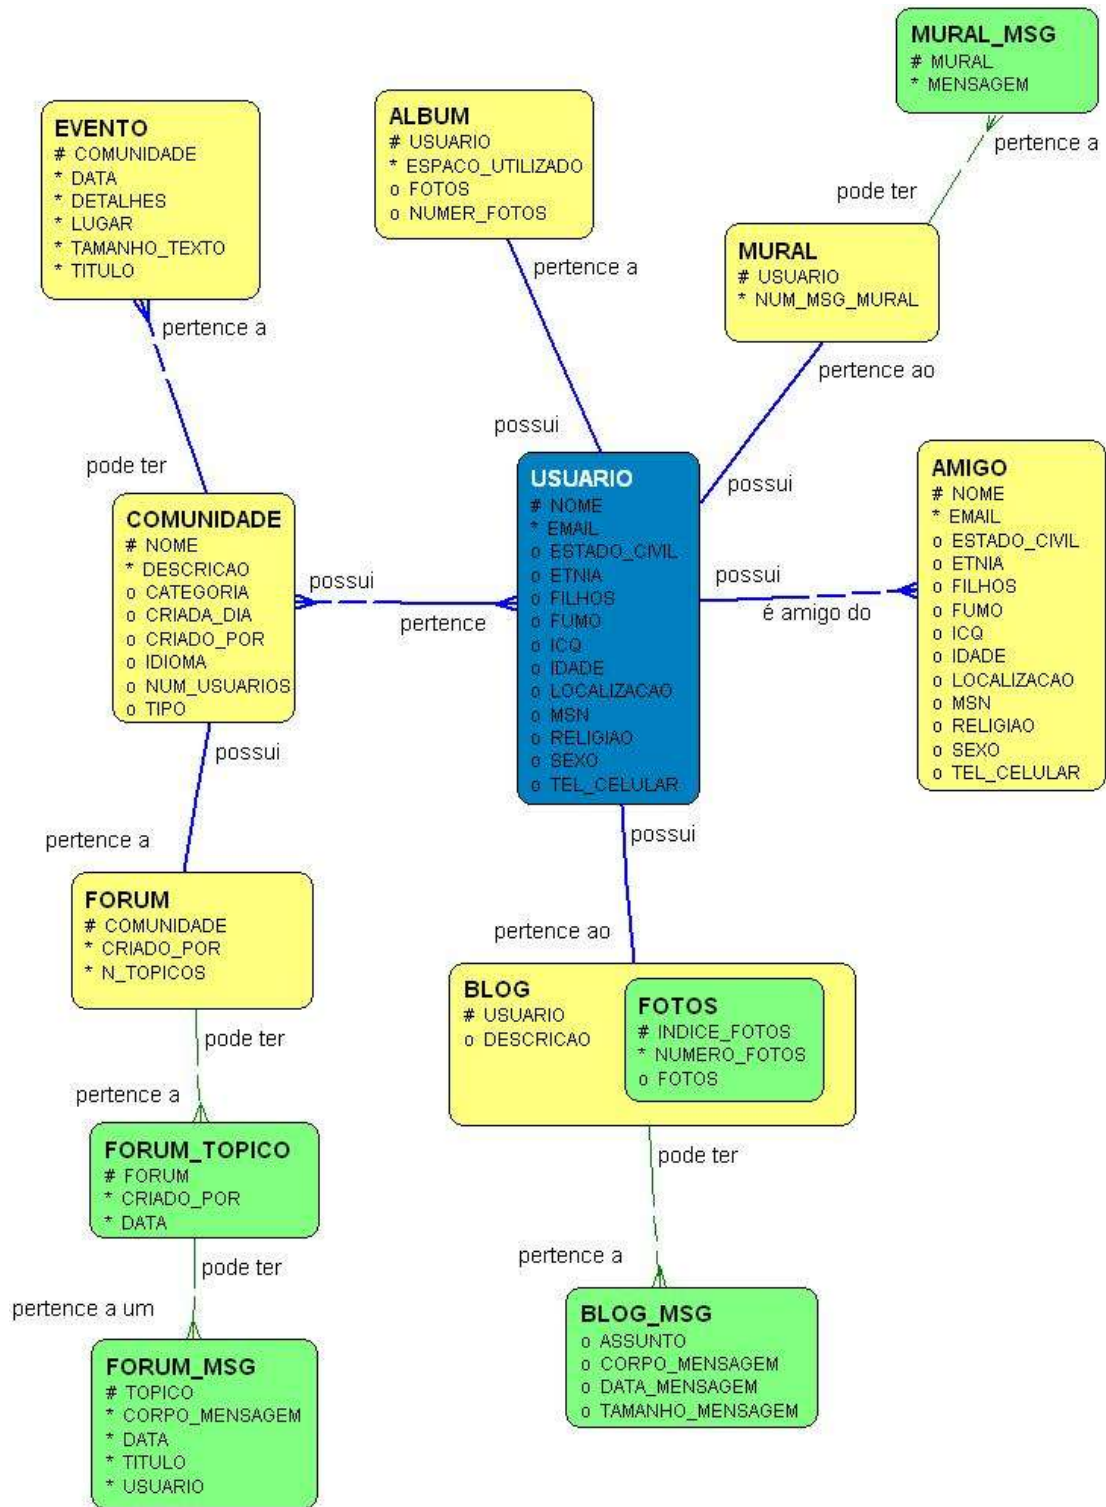 MURAL_MSG
# MURAL
* MENSAGEM
pertence a
pode ter
EVENTO
# COMUNIDADE
* DATA
* DETALHES
* LUGAR
* TAMANHO_TEXTO
* TITULO
pertence a
pode ter
ALBUM
# USUARIO
* ESPACO_UTILIZADO
o FOTOS
o NUMER_FOTOS
pertence a
possui
MURAL
# USUARIO
* NUM_MSG_MURAL
pertence ao
possui
COMUNIDADE
# NOME
* DESCRICAO
o CATEGORIA
o CRIADA_DIA
o CRIADO_POR
o IDIOMA
o NUM_USUARIOS
o TIPO
possui
pertence
USUARIO
# NOME
* EMAIL
o ESTADO_CIVIL
o ETNIA
o FILHOS
o FUMO
o ICQ
o IDADE
o LOCALIZACAO
o MSN
o RELIGIAO
o SEXO
o TEL_CELULAR
possui
é amigo do
AMIGO
# NOME
* EMAIL
o ESTADO_CIVIL
o ETNIA
o FILHOS
o FUMO
o ICQ
o IDADE
o LOCALIZACAO
o MSN
o RELIGIAO
o SEXO
o TEL_CELULAR
possui
pertence a
FORUM
# COMUNIDADE
* CRIADO_POR
* N_TOPICOS
pode ter
pertence a
FORUM_TOPICO
# FORUM
* CRIADO_POR
* DATA
pode ter
pertence a um
FORUM_MSG
# TOPICO
* CORPO_MENSAGEM
* DATA
* TITULO
* USUARIO
possui
pertence ao
BLOG
# USUARIO
o DESCRICAO
FOTOS
# INDICE_FOTOS
* NUMERO_FOTOS
o FOTOS
pode ter
pertence a
BLOG_MSG
o ASSUNTO
o CORPO_MENSAGEM
o DATA_MENSAGEM
o TAMANHO_MENSAGEM